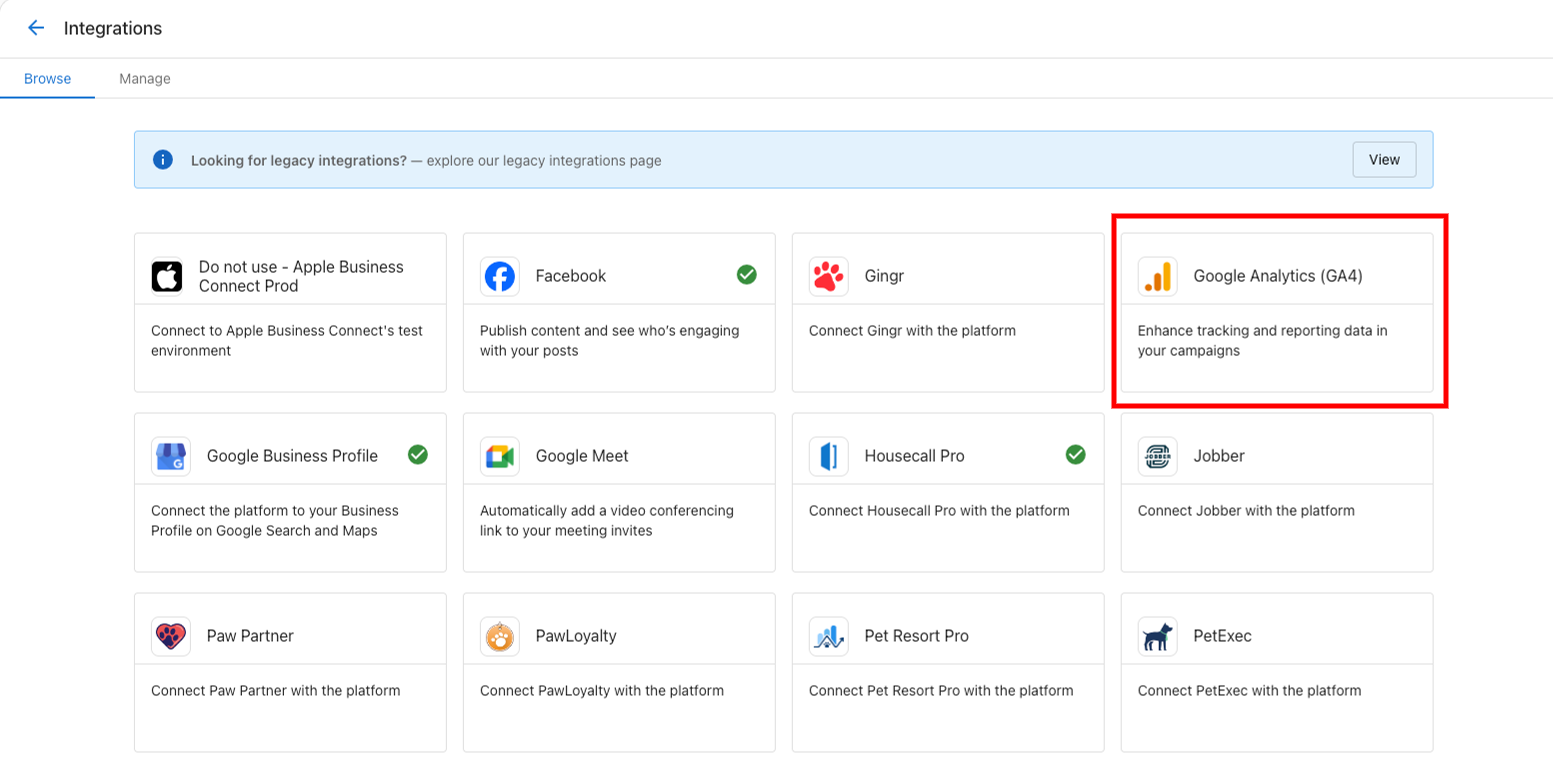 Integrations
Browse
Manage
Looking for legacy integrations? — explore our legacy integrations page
View
Do not use - Apple Business
Connect Prod
Connect to Apple Business Connect's test
environment
Facebook
Publish content and see who's engaging
with your posts
Gingr
Connect Gingr with the platform
Google Analytics (GA4)
Enhance tracking and reporting data in
your campaigns
Google Business Profile
Connect the platform to your Business
Profile on Google Search and Maps
Google Meet
Automatically add a video conferencing
link to your meeting invites
Housecall Pro
Connect Housecall Pro with the platform
JOBBER
Jobber
Connect Jobber with the platform
Paw Partner
Connect Paw Partner with the platform
PawLoyalty
Connect PawLoyalty with the platform
Pet Resort Pro
Connect Pet Resort Pro with the platform
PetExec
Connect PetExec with the platform